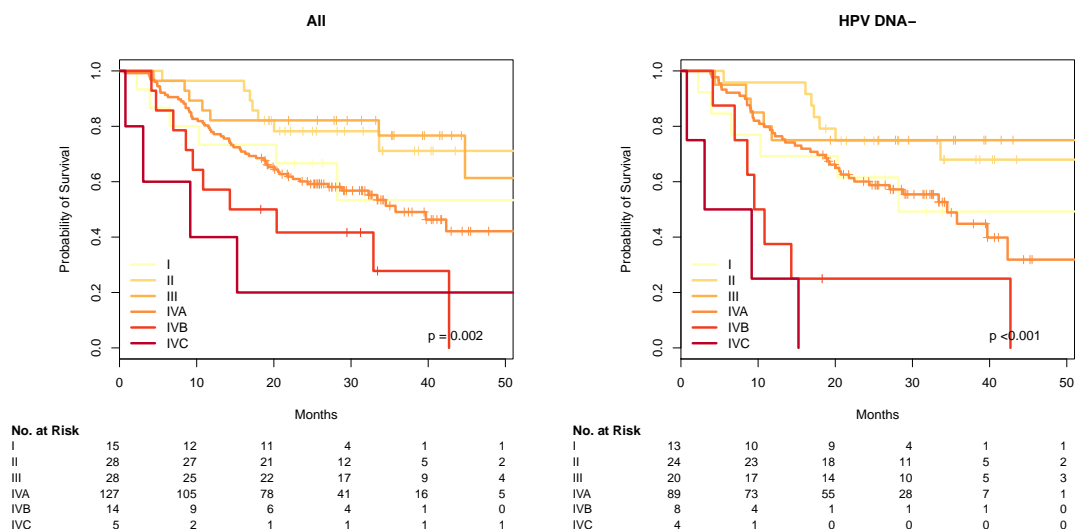 All
Probability of Survival
1.0
0.8
0.6
0.4
0.2
0.0
I
II
III
IVA
IVB
IVC
p = 0.002
0 10 20 30 40 50
Months
No. at Risk
I 15 12 11 4 1 1
II 28 27 21 12 5 2
III 28 25 22 17 9 4
IVA 127 105 78 41 16 5
IVB 14 9 6 4 1 0
IVC 5 2 1 1 1 1
HPV DNA−
Probability of Survival
1.0
0.8
0.6
0.4
0.2
0.0
I
II
III
IVA
IVB
IVC
p <0.001
0 10 20 30 40 50
Months
No. at Risk
I 13 10 9 4 1 1
II 24 23 18 11 5 2
III 20 17 14 10 5 3
IVA 89 73 55 28 7 1
IVB 8 4 1 1 1 0
IVC 4 1 0 0 0 0